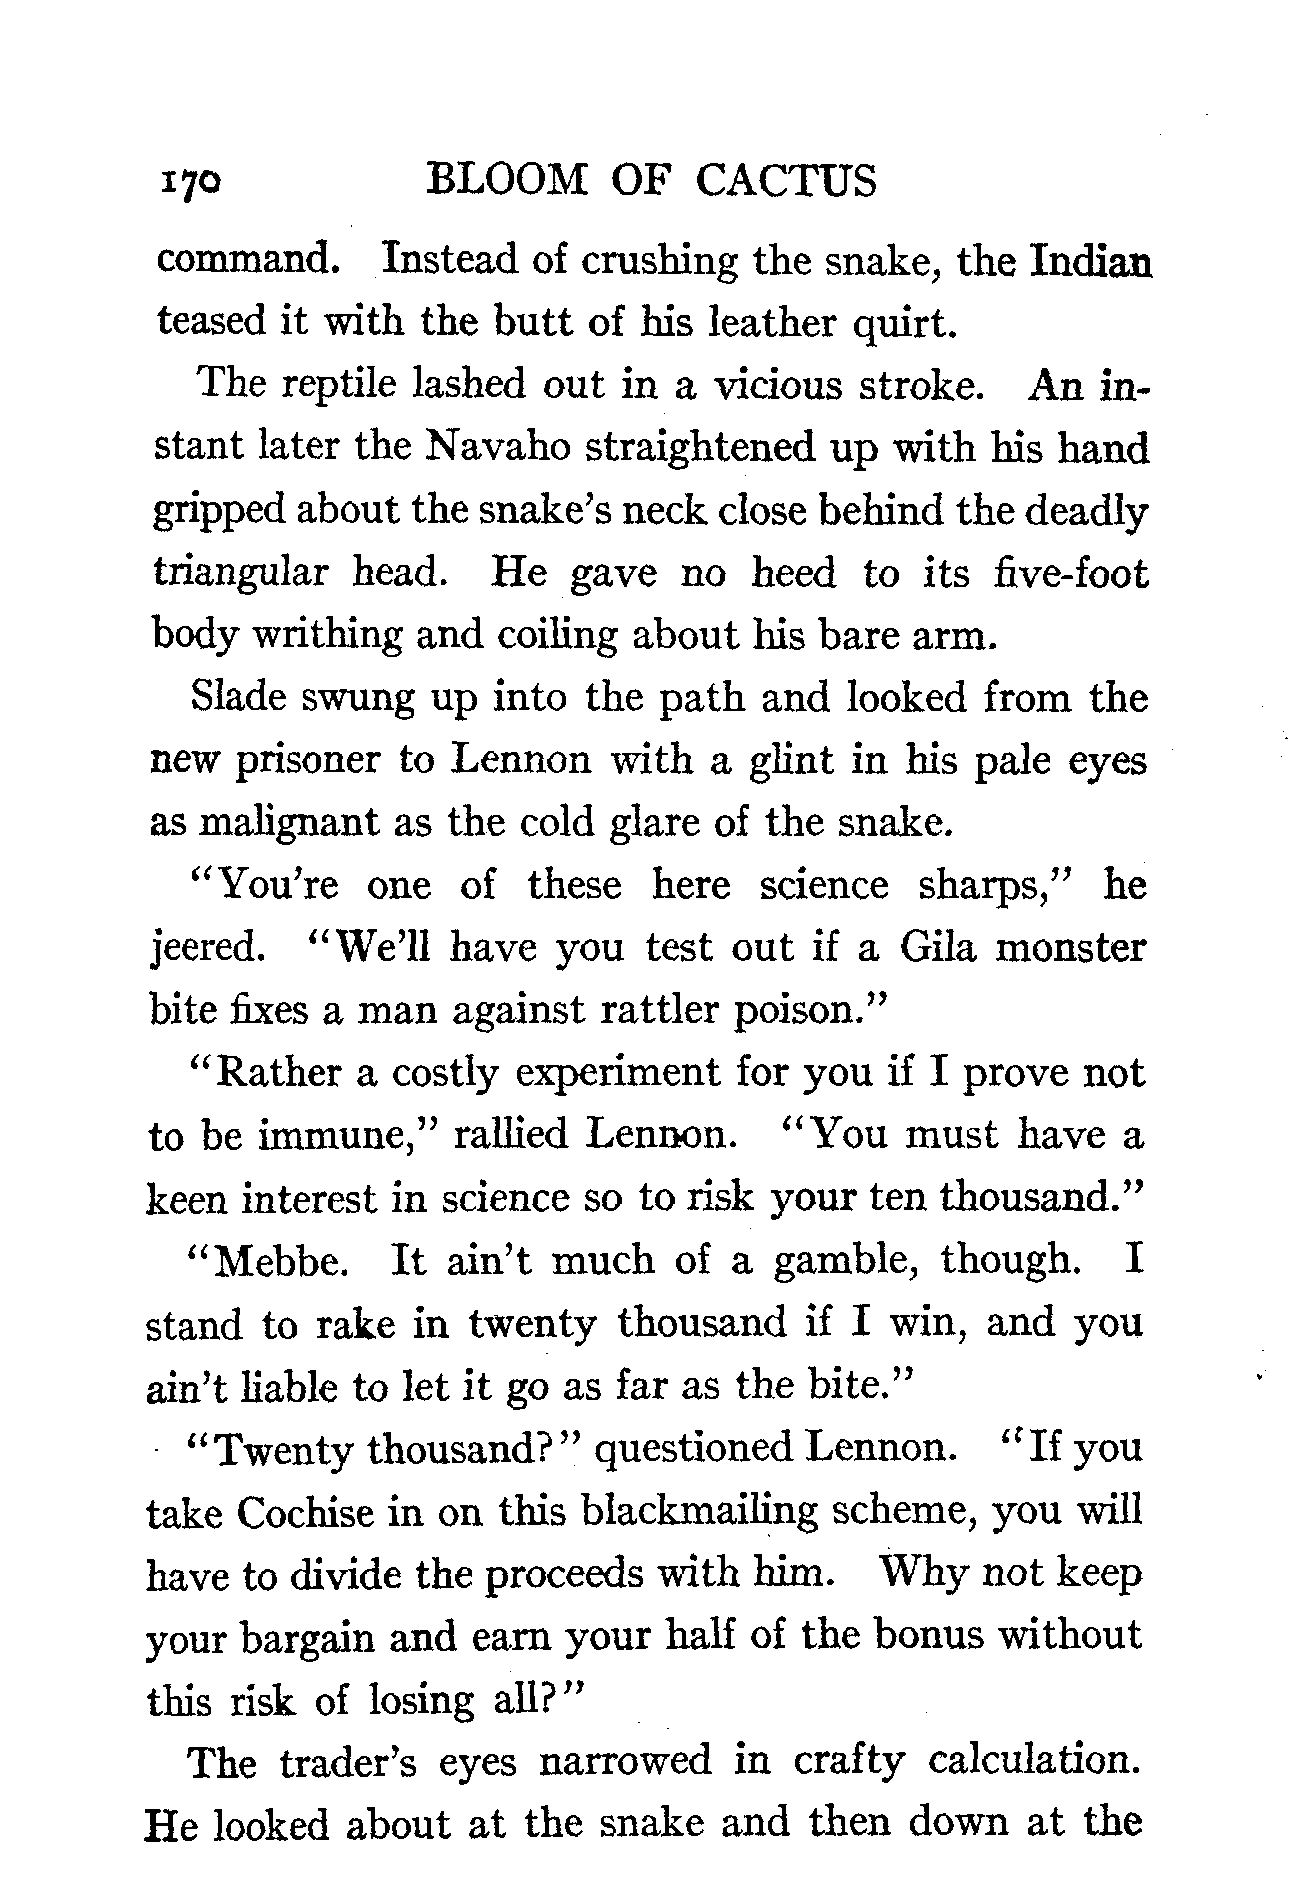 170 BLOOM OF CACTUS
command. Instead of crushing the snake, the Indian
teased it with the butt of his leather quirt.
The reptile lashed out in a vicious stroke. An in-
stant later the Navaho straightened up with his hand
gripped about the snake's neck close behind the deadly
triangular head. He gave no heed to its five-foot
body writhing and coiling about his bare arm.
Slade swung up into the path and looked from the
new prisoner to Lennon with a glint in his pale eyes
as malignant as the cold glare of the snake.
"You're one of these here science sharps," he
jeered. "We'll have you test out if a Gila monster
bite fixes a man against rattler poison."
"Rather a costly experiment for you if I prove not
to be immune," rallied Lennon. "You must have a
keen interest in science so to risk your ten thousand."
"Mebbe. It ain't much of a gamble, though. I
stand to rake in twenty thousand if I win, and you
ain't liable to let it go as far as the bite."
"Twenty thousand?" questioned Lennon. "If you
take Cochise in on this blackmailing scheme, you will
have to divide the proceeds with him. Why not keep
your bargain and earn your half of the bonus without
this risk of losing all?"
The trader's eyes narrowed in crafty calculation.
He looked about at the snake and then down at the